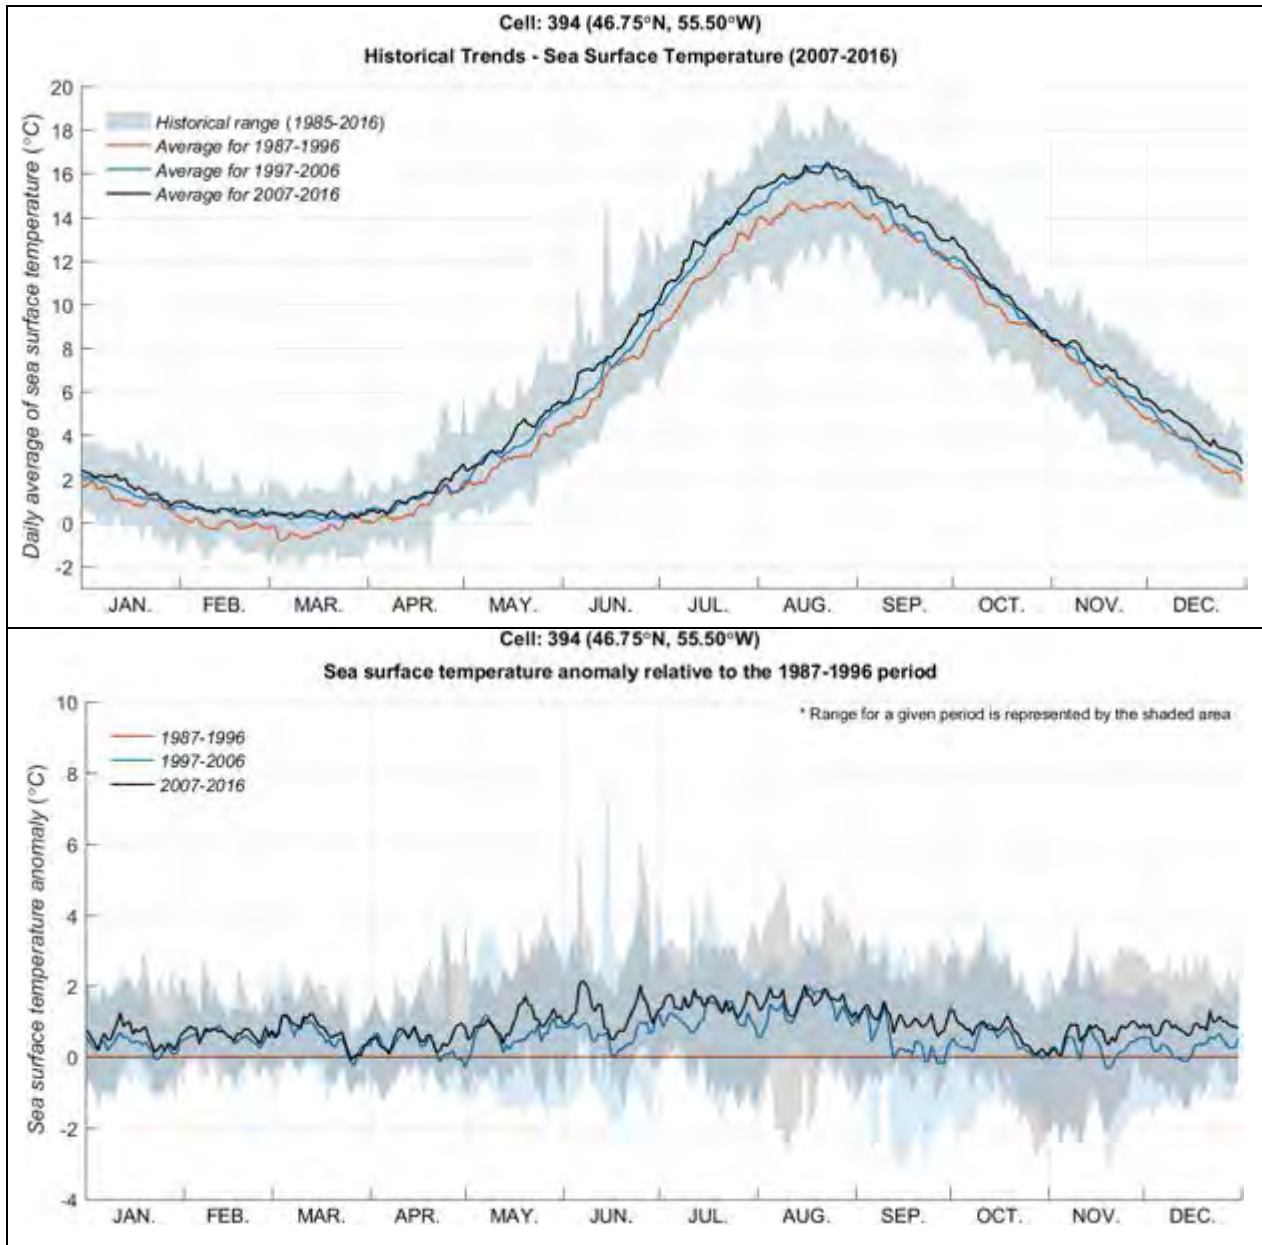 Cell: 394 (46.75°N, 55.50°W)
Historical Trends - Sea Surface Temperature (2007-2016)
Daily average of sea surface temperature (°C)
20
18
16
14
12
10
8
6
4
2
0
-2
Historical range (1985-2016)
Average for 1987-1996
Average for 1997-2006
Average for 2007-2016
JAN. FEB. MAR. APR. MAY. JUN. JUL. AUG. SEP. OCT. NOV. DEC.
Cell: 394 (46.75°N, 55.50°W)
Sea surface temperature anomaly relative to the 1987-1996 period
* Range for a given period is represented by the shaded area
Sea surface temperature anomaly (°C)
10
8
6
4
2
0
-2
-4
1987-1996
1997-2006
2007-2016
JAN. FEB. MAR. APR. MAY. JUN. JUL. AUG. SEP. OCT. NOV. DEC.